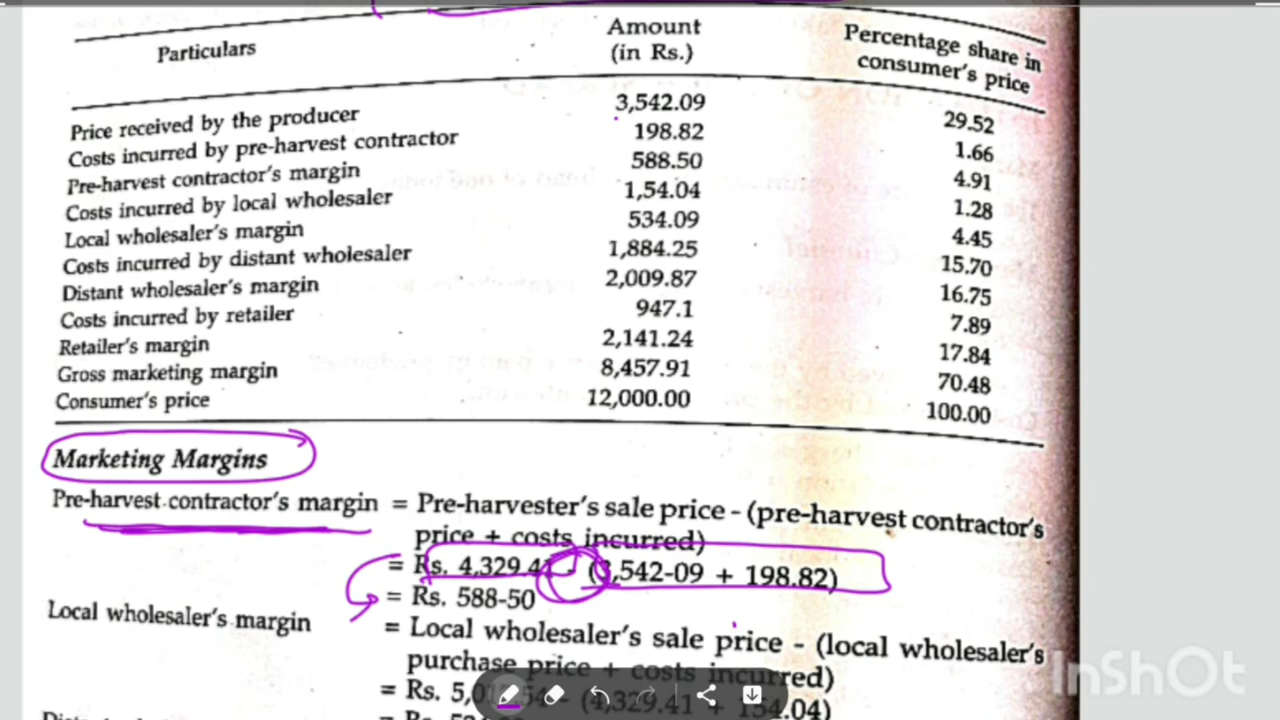 Particulars Amount (in Rs.) Percentage share in consumer's price
Price received by the producer 3,542.09 29.52
Costs incurred by pre-harvest contractor 198.82 1.66
Pre-harvest contractor's margin 588.50 4.91
Costs incurred by local wholesaler 1,54.04 1.28
Local wholesaler's margin 534.09 4.45
Costs incurred by distant wholesaler 1,884.25 15.70
Distant wholesaler's margin 2,009.87 16.75
Costs incurred by retailer 947.1 7.89
Retailer's margin 2,141.24 17.84
Gross marketing margin 8,457.91 70.48
Consumer's price 12,000.00 100.00
Marketing Margins
Pre-harvest contractor's margin = Pre-harvester's sale price - (pre-harvest contractor's
price + costs incurred)
= Rs. 4,329.41 - (3,542-09 + 198.82)
= Rs. 588-50
Local wholesaler's margin = Local wholesaler's sale price - (local wholesaler's
purchase price + costs incurred)
= Rs. (4,329.41 + 154.04)
InShOt